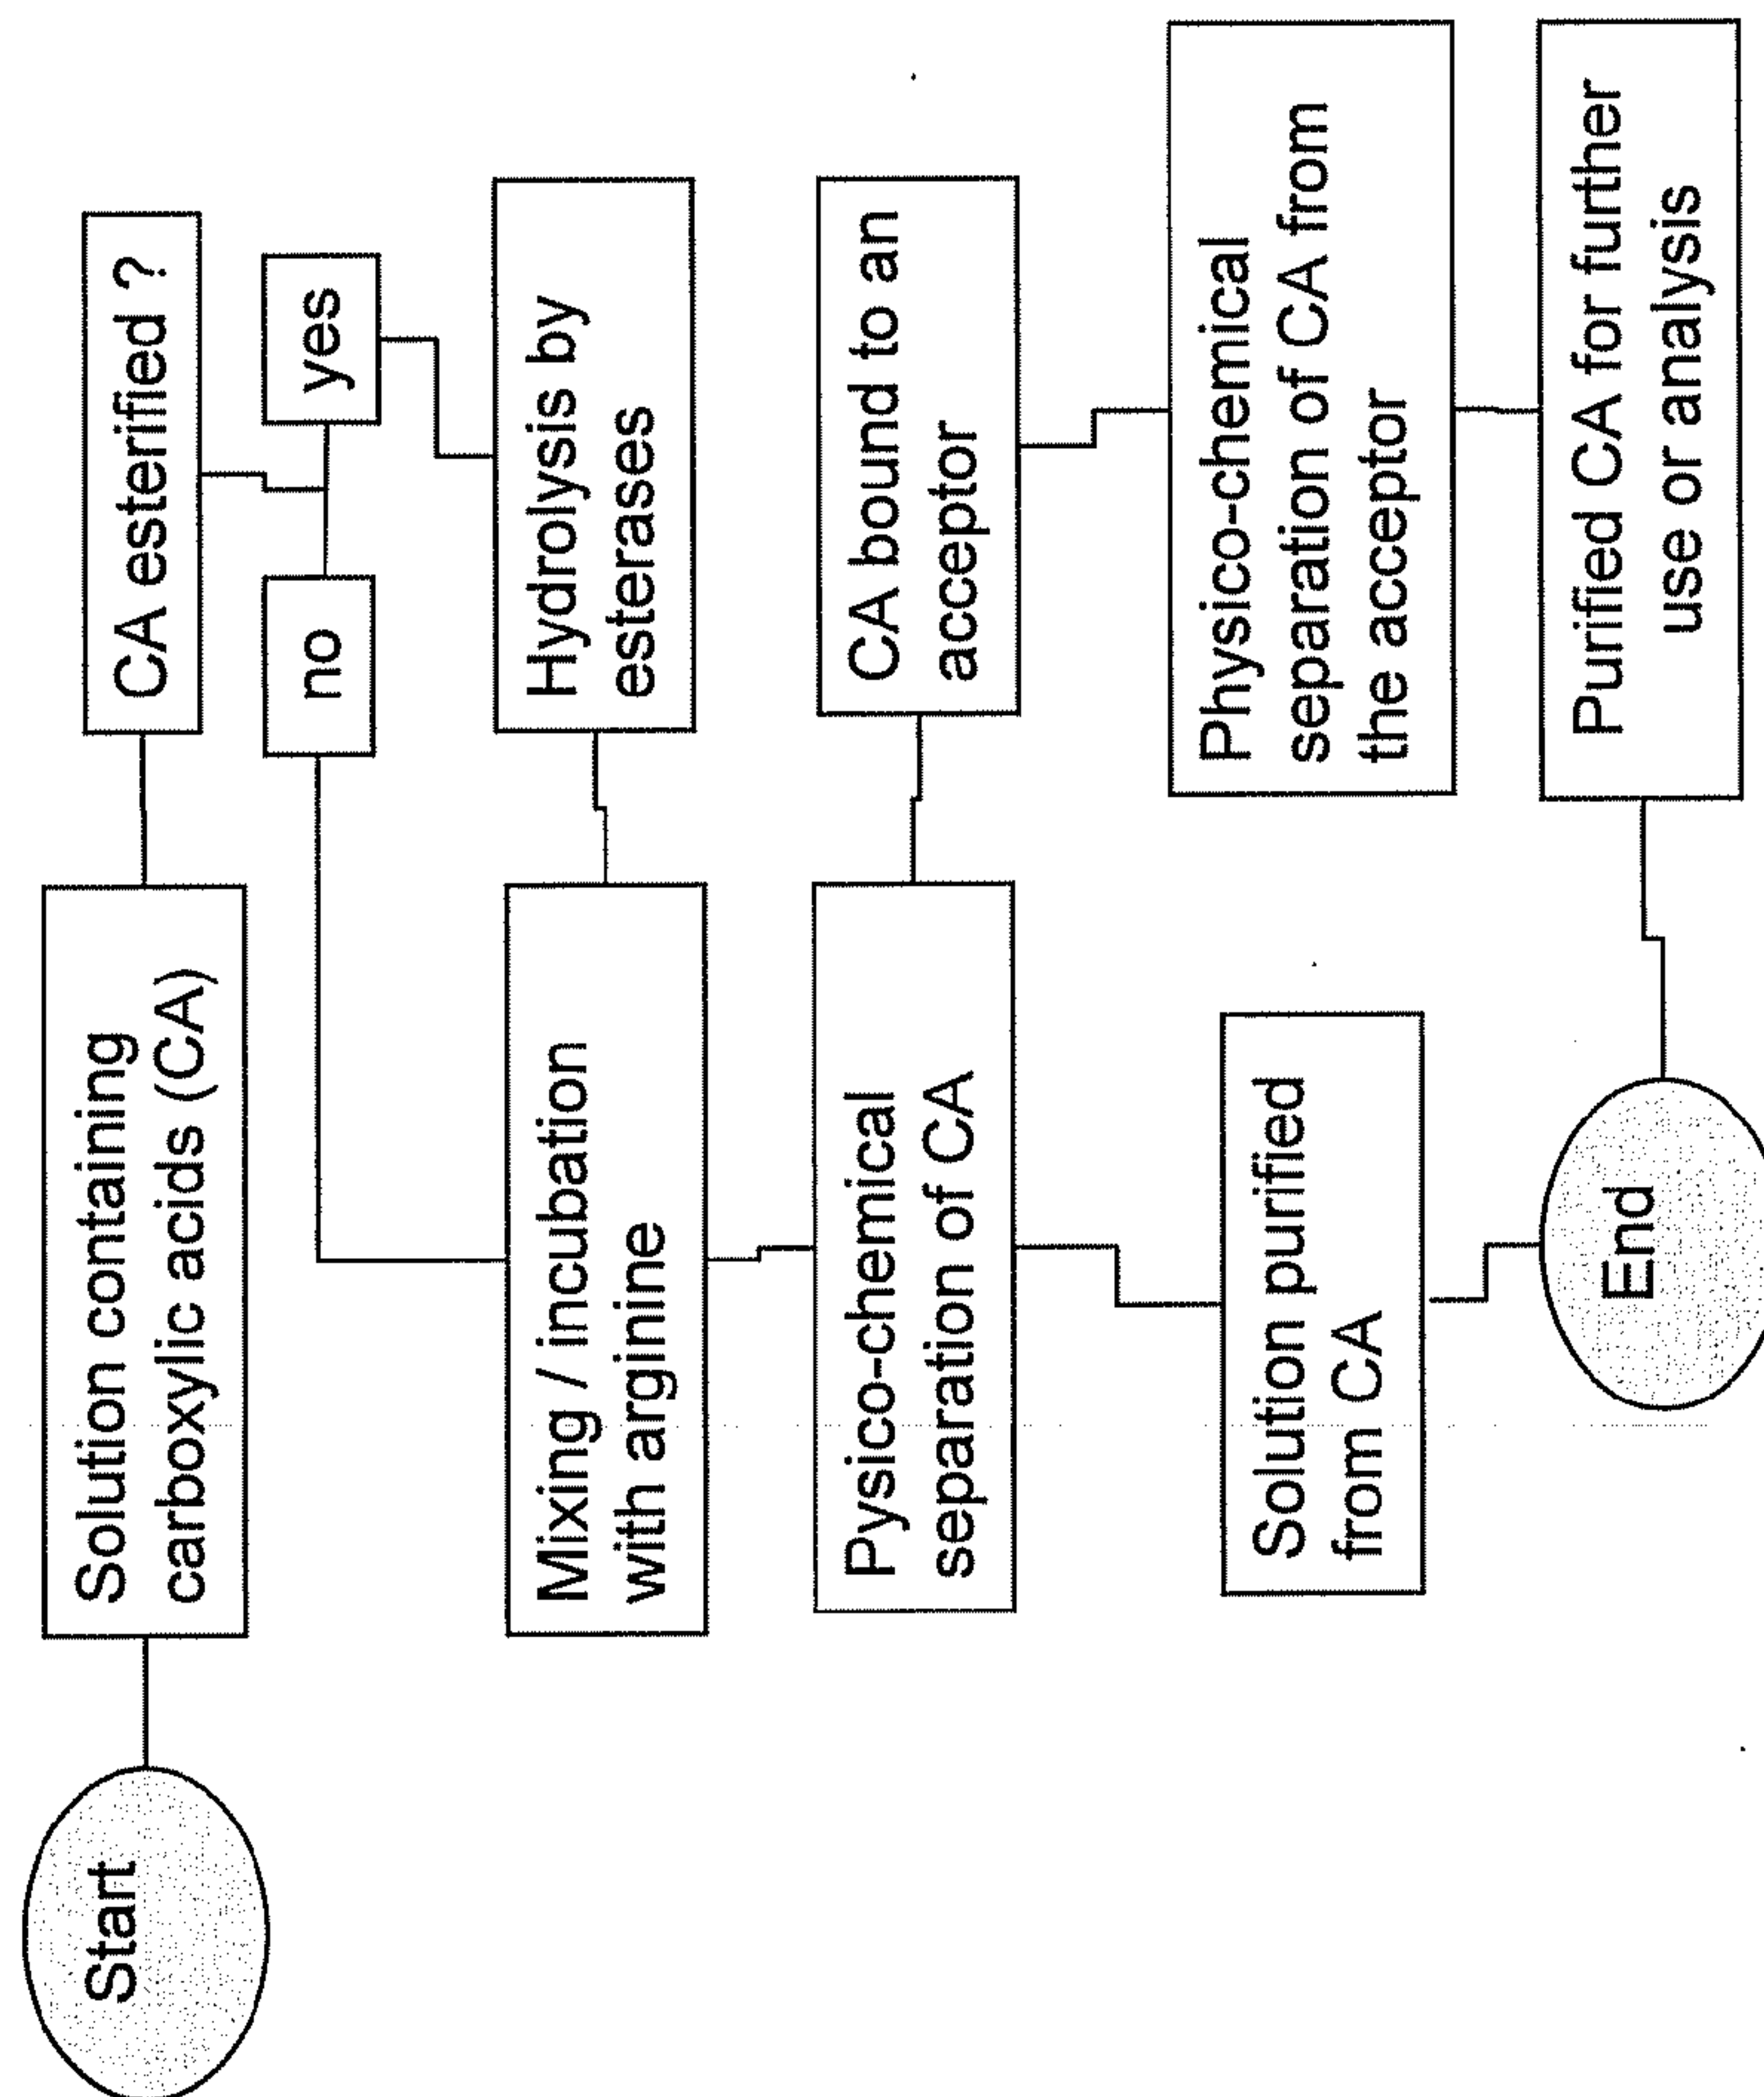 Start
Solution containing
carboxylic acids (CA)
CA esterified ?
no
yes
Mixing / incubation
with arginine
Hydrolysis by
esterases
Pysico-chemical
separation of CA
CA bound to an
acceptor
Solution purified
from CA
Physico-chemical
separation of CA from
the acceptor
End
Purified CA for further
use or analysis